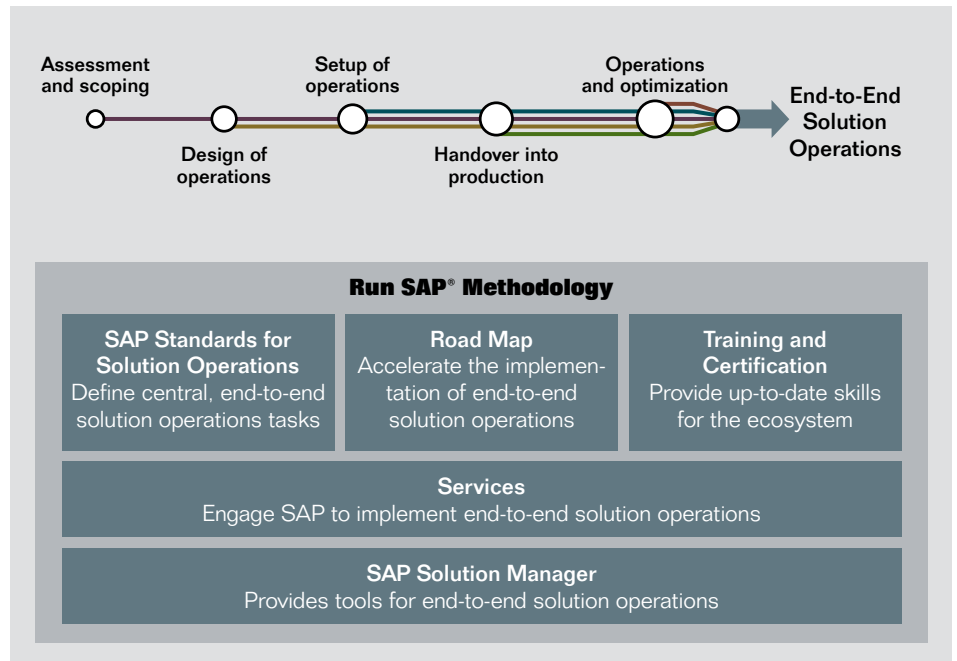 Assessment
and scoping
Setup of
operations
Operations
and optimization
Design of
operations
Handover into
production
End-to-End
Solution
Operations
Run SAP® Methodology
SAP Standards for
Solution Operations
Define central, end-to-end
solution operations tasks
Road Map
Accelerate the implemen-
tation of end-to-end
solution operations
Training and
Certification
Provide up-to-date skills
for the ecosystem
Services
Engage SAP to implement end-to-end solution operations
SAP Solution Manager
Provides tools for end-to-end solution operations